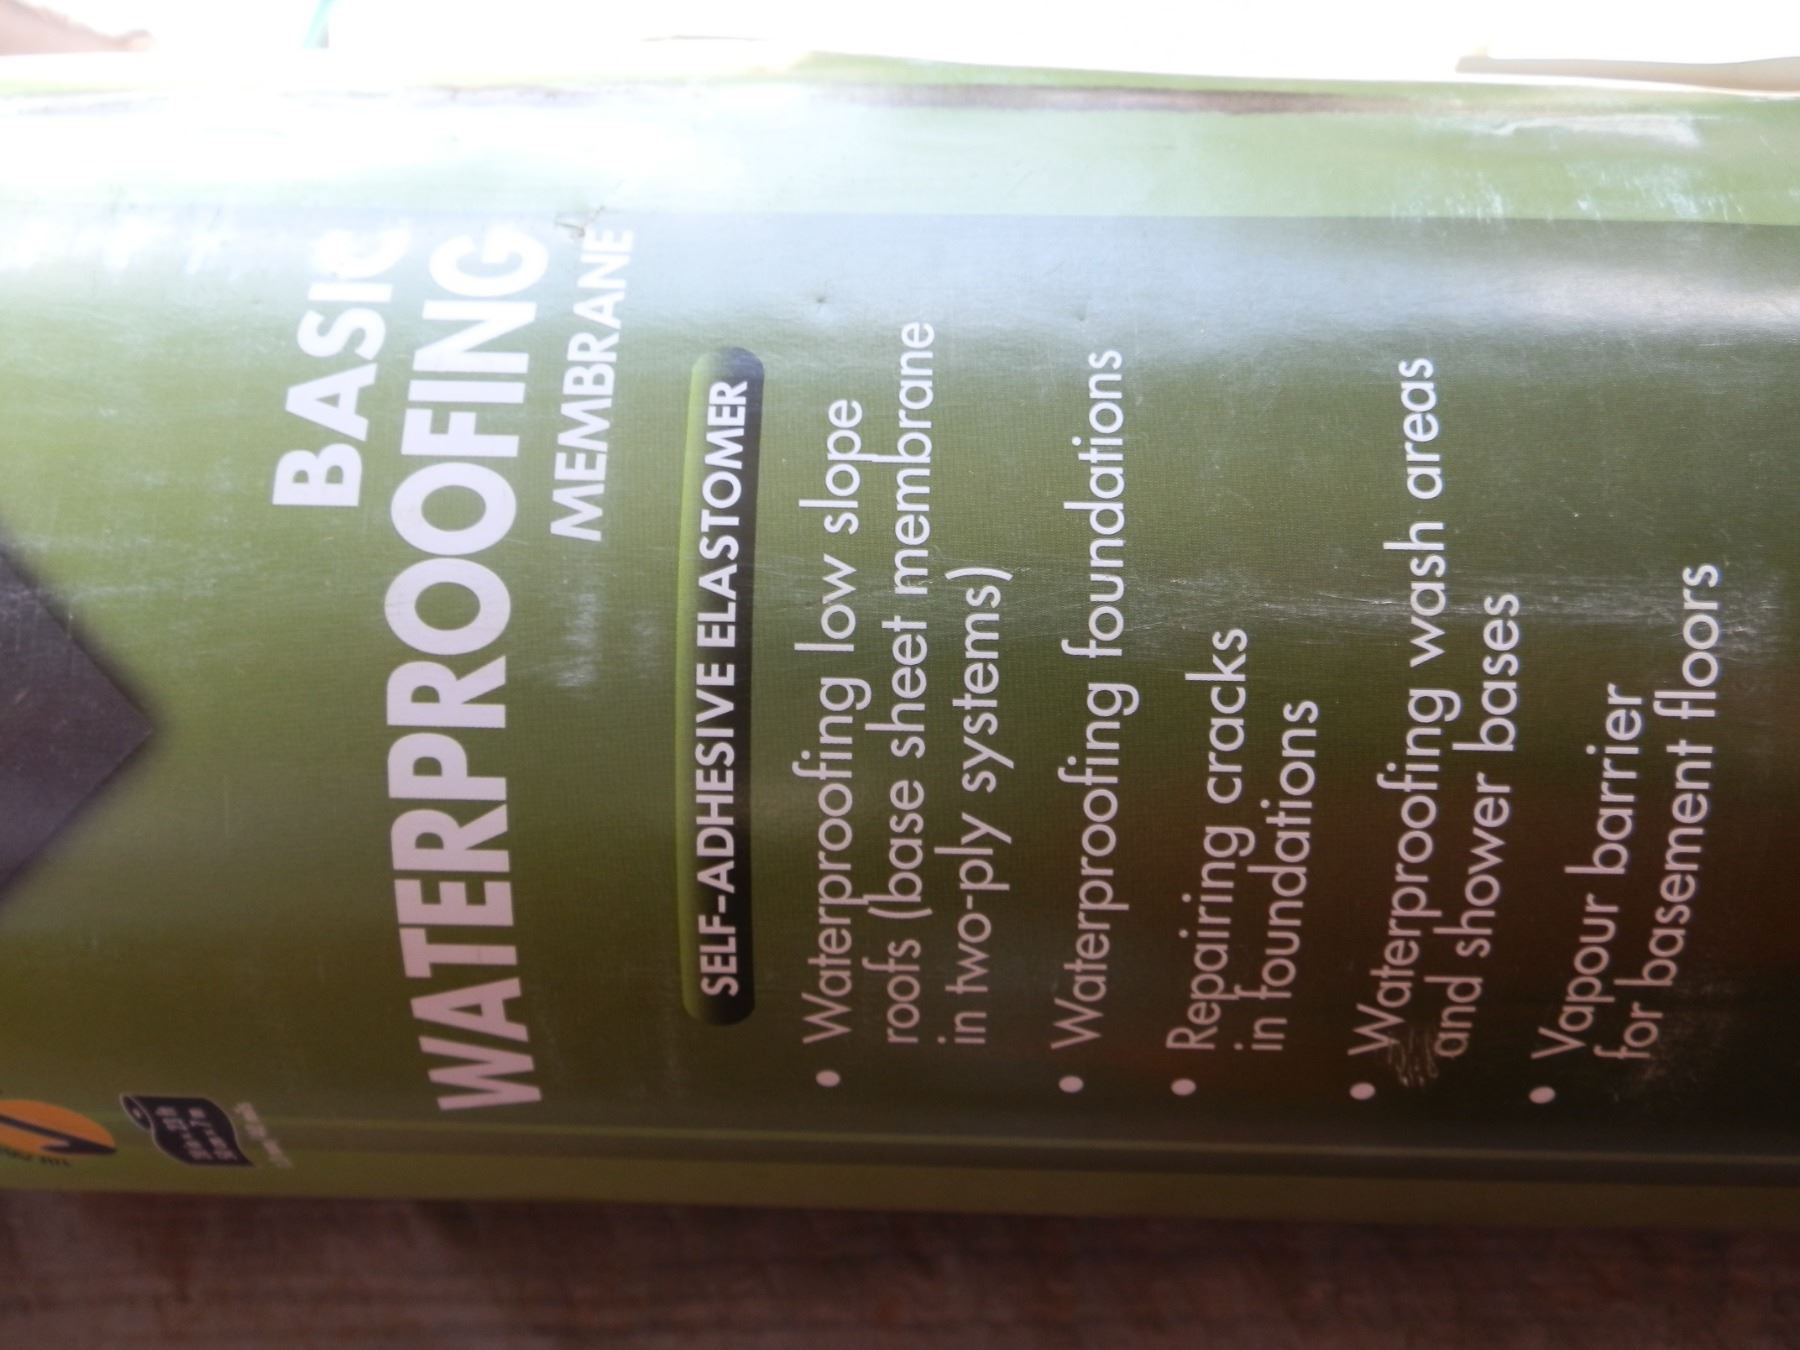 BASIC
WATERPROOFING
MEMBRANE
SELF-ADHESIVE ELASTOMER
• Waterproofing low slope
roofs (base sheet membrane
in two-ply systems)
• Waterproofing foundations
• Repairing cracks
in foundations
• Waterproofing wash areas
and shower bases
• Vapour barrier
for basement floors